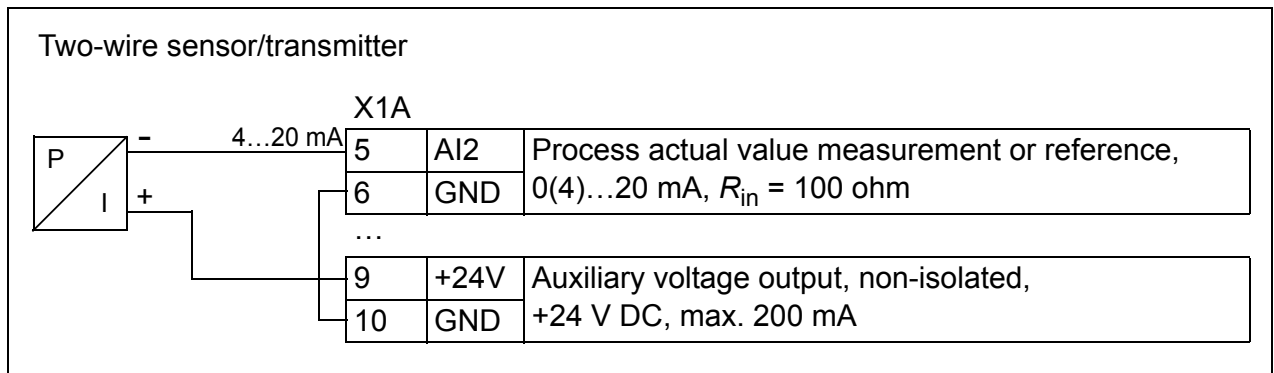 Two-wire sensor/transmitter
X1A
P
I
-
+
4…20 mA
5 AI2 Process actual value measurement or reference,
6 GND 0(4)…20 mA, Rin = 100 ohm
…
9 +24V Auxiliary voltage output, non-isolated,
10 GND +24 V DC, max. 200 mA